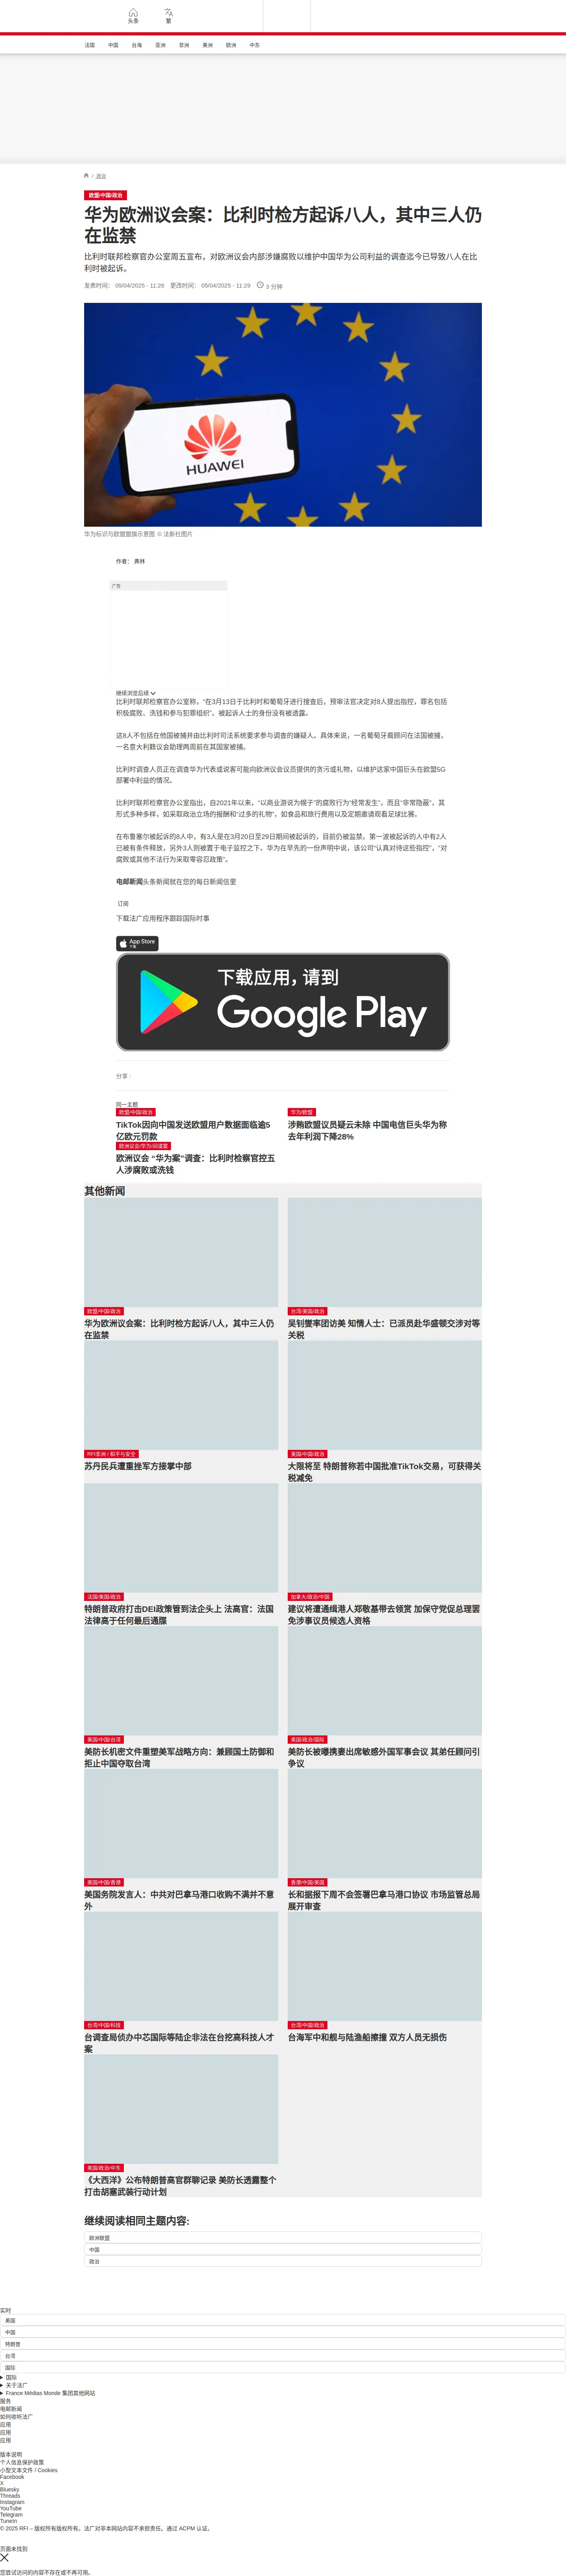 头条
繁
法国
中国
台海
亚洲
非洲
美洲
欧洲
中东
/ 政治
欧盟/中国/政治
华为欧洲议会案：比利时检方起诉八人，其中三人仍
在监禁
比利时联邦检察官办公室周五宣布，对欧洲议会内部涉嫌腐败以维护中国华为公司利益的调查迄今已导致八人在比
利时被起诉。
发表时间： 05/04/2025 - 11:26 更改时间： 05/04/2025 - 11:29 3 分钟
HUAWEI
华为标识与欧盟盟旗示意图 © 法新社图片
作者： 弗林
广告
继续浏览后续
比利时联邦检察官办公室称，“在3月13日于比利时和葡萄牙进行搜查后，预审法官决定对8人提出指控，罪名包括
积极腐败、洗钱和参与犯罪组织”。被起诉人士的身份没有被透露。
这8人不包括在他国被捕并由比利时司法系统要求参与调查的嫌疑人。具体来说，一名葡萄牙裔顾问在法国被捕，
一名意大利籍议会助理两周前在其国家被捕。
比利时调查人员正在调查华为代表或说客可能向欧洲议会议员提供的贪污或礼物，以维护这家中国巨头在欧盟5G
部署中利益的情况。
比利时联邦检察官办公室指出，自2021年以来，“以商业游说为幌子”的腐败行为“经常发生”，而且“非常隐蔽”，其
形式多种多样，如采取政治立场的报酬和“过多的礼物”，如食品和旅行费用以及定期邀请观看足球比赛。
在布鲁塞尔被起诉的8人中，有3人是在3月20日至29日期间被起诉的，目前仍被监禁。第一波被起诉的人中有2人
已被有条件释放，另外3人则被置于电子监控之下。华为在早先的一份声明中说，该公司“认真对待这些指控”，“对
腐败或其他不法行为采取零容忍政策”。
电邮新闻头条新闻就在您的每日新闻信里
订阅
下载法广应用程序跟踪国际时事
App Store
下载
下载应用，请到
Google Play
分享 :
同一主题
欧盟/中国/政治
TikTok因向中国发送欧盟用户数据面临逾5
亿欧元罚款
华为/欧盟
涉贿欧盟议员疑云未除 中国电信巨头华为称
去年利润下降28%
欧洲议会/华为/间谍案
欧洲议会 “华为案”调查：比利时检察官控五
人涉腐败或洗钱
其他新闻
欧盟/中国/政治
华为欧洲议会案：比利时检方起诉八人，其中三人仍
在监禁
台湾/美国/政治
吴钊燮率团访美 知情人士：已派员赴华盛顿交涉对等
关税
RFI非洲 / 和平与安全
苏丹民兵遭重挫军方接掌中部
美国/中国/政治
大限将至 特朗普称若中国批准TikTok交易，可获得关
税减免
法国/美国/政治
特朗普政府打击DEI政策管到法企头上 法高官：法国
法律高于任何最后通牒
加拿大/政治/中国
建议将遭通缉港人郑敬基带去领赏 加保守党促总理罢
免涉事议员候选人资格
美国/中国/台湾
美防长机密文件重塑美军战略方向：兼顾国土防御和
拒止中国夺取台湾
美国/政治/国际
美防长被曝携妻出席敏感外国军事会议 其弟任顾问引
争议
美国/中国/香港
美国务院发言人：中共对巴拿马港口收购不满并不意
外
香港/中国/美国
长和据报下周不会签署巴拿马港口协议 市场监管总局
展开审查
台湾/中国/科技
台调查局侦办中芯国际等陆企非法在台挖高科技人才
案
台湾/中国/政治
台海军中和舰与陆渔船擦撞 双方人员无损伤
美国/政治/中东
《大西洋》公布特朗普高官群聊记录 美防长透露整个
打击胡塞武装行动计划
继续阅读相同主题内容:
欧洲联盟
中国
政治
实时
美国
中国
特朗普
台湾
国际
国际
关于法广
France Médias Monde 集团其他网站
服务
电邮新闻
如何收听法广
应用
应用
应用
版本说明
个人信息保护政策
小型文本文件 / Cookies
Facebook
X
Bluesky
Threads
Instagram
YouTube
Telegram
TuneIn
© 2025 RFI – 版权所有版权所有。法广对非本网站内容不承担责任。通过 ACPM 认证。
页面未找到
您尝试访问的内容不存在或不再可用。